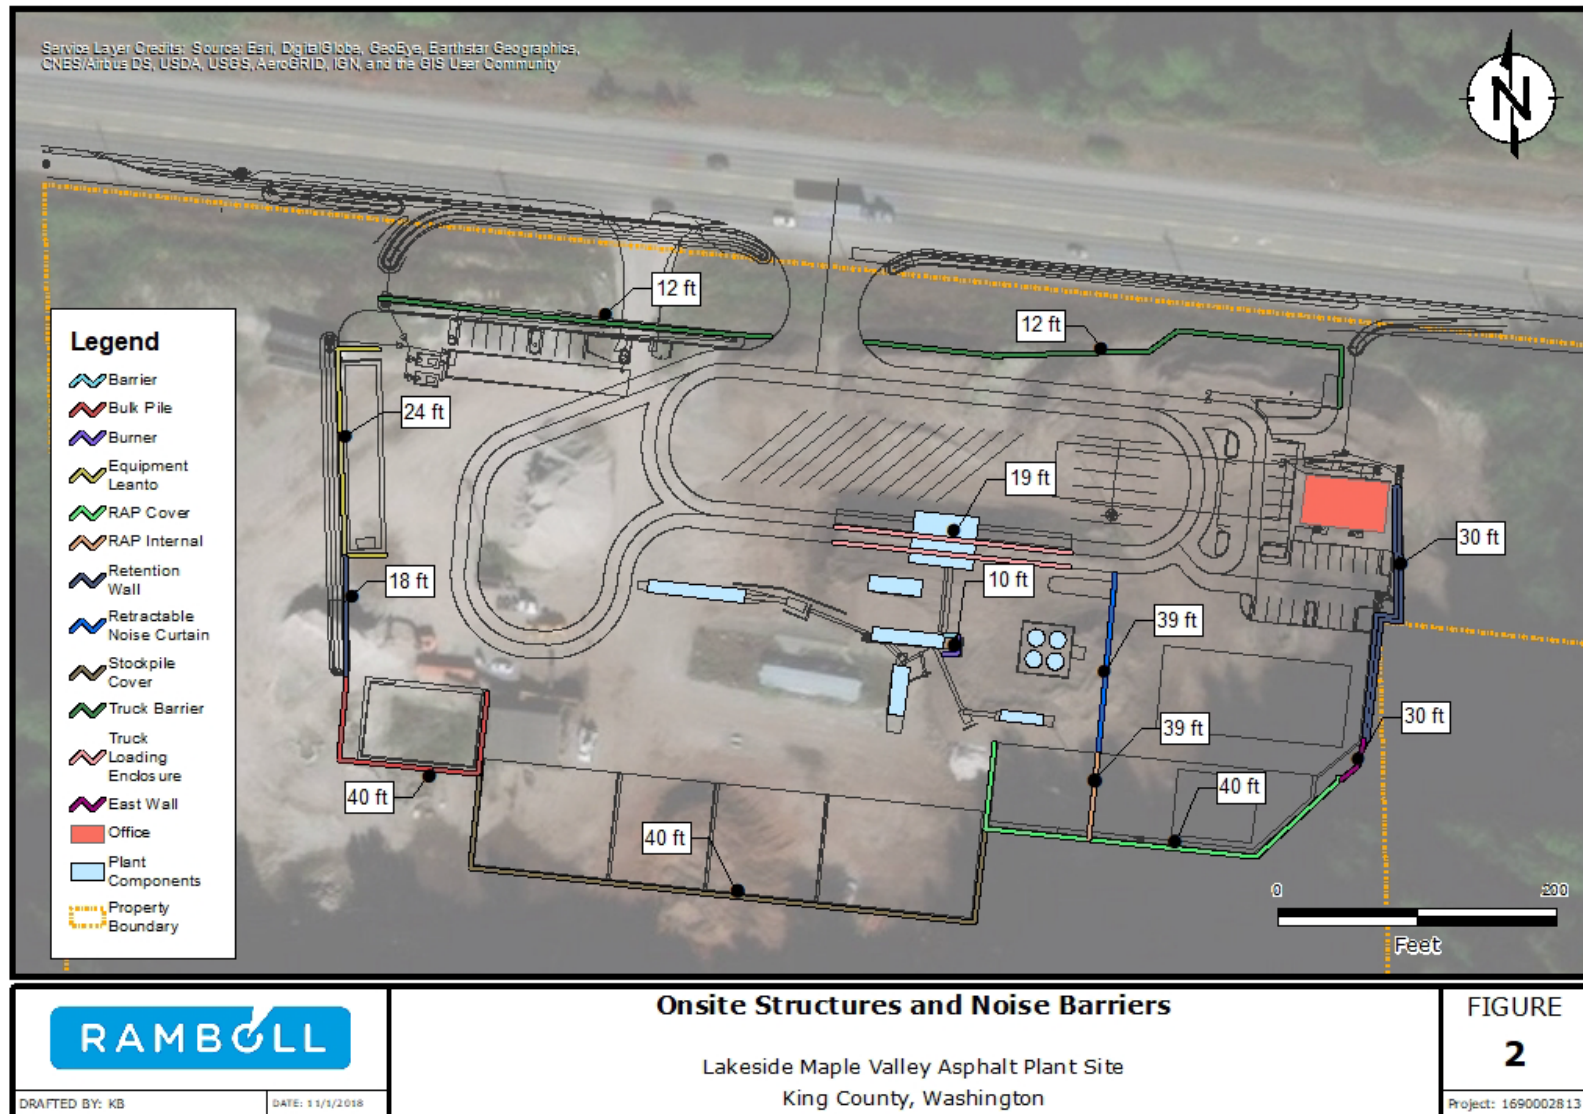 Service Layer Credits: Source: Esri, DigitalGlobe, GeoEye, Earthstar Geographics,
CNES/Airbus DS, USDA, USGS, AeroGRID, IGN, and the GIS User Community
N
12 ft
12 ft
24 ft
19 ft
30 ft
18 ft
10 ft
39 ft
30 ft
39 ft
40 ft
40 ft
40 ft
Legend
Barrier
Bulk Pile
Burner
Equipment
Leanto
RAP Cover
RAP Internal
Retention
Wall
Retractable
Noise Curtain
Stockpile
Cover
Truck Barrier
Truck
Loading
Enclosure
East Wall
Office
Plant
Components
Property
Boundary
0 200
Feet
RAMBOLL
DRAFTED BY: KB
DATE: 11/1/2018
Onsite Structures and Noise Barriers
Lakeside Maple Valley Asphalt Plant Site
King County, Washington
FIGURE
2
Project: 1690002813